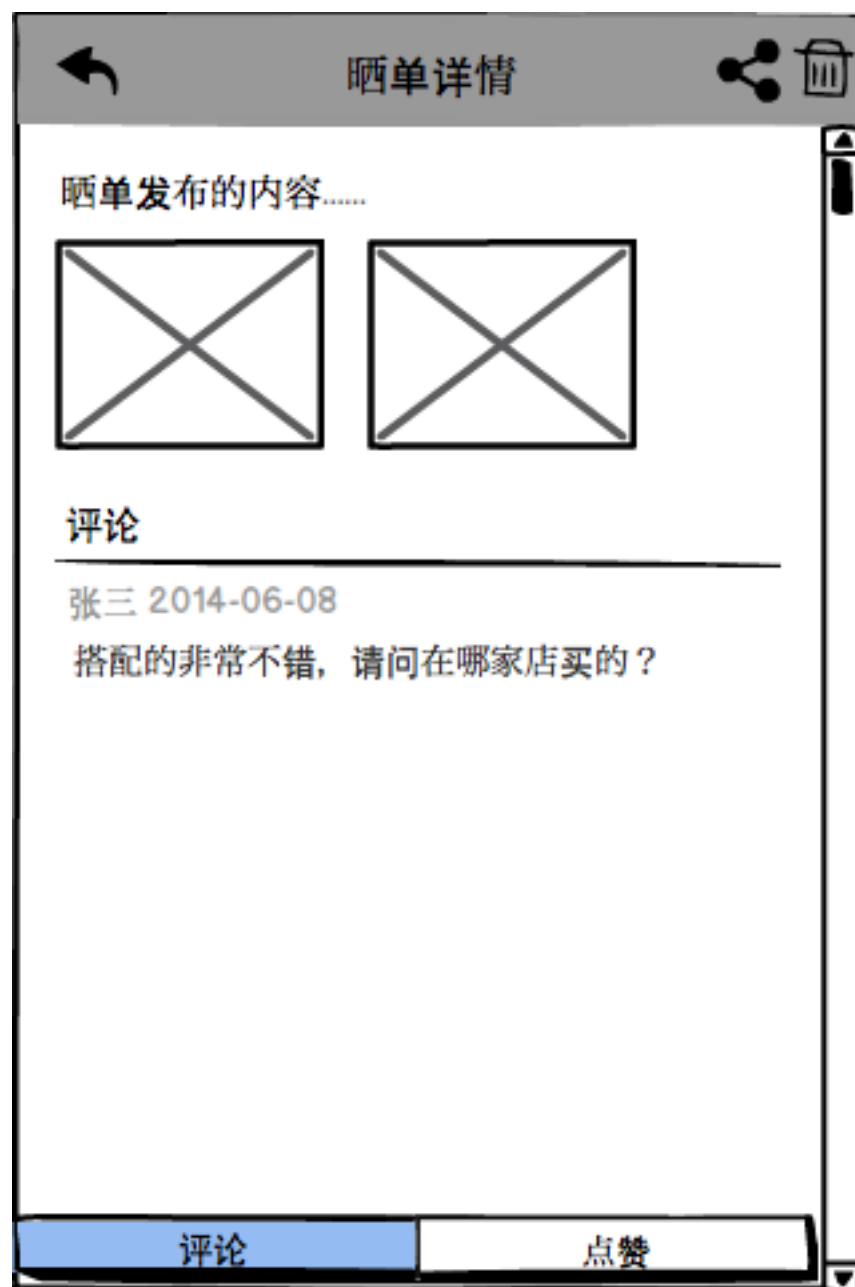 晒单详情
晒单发布的内容......
评论
张三 2014-06-08
搭配的非常不错，请问在哪家店买的？
评论
点赞